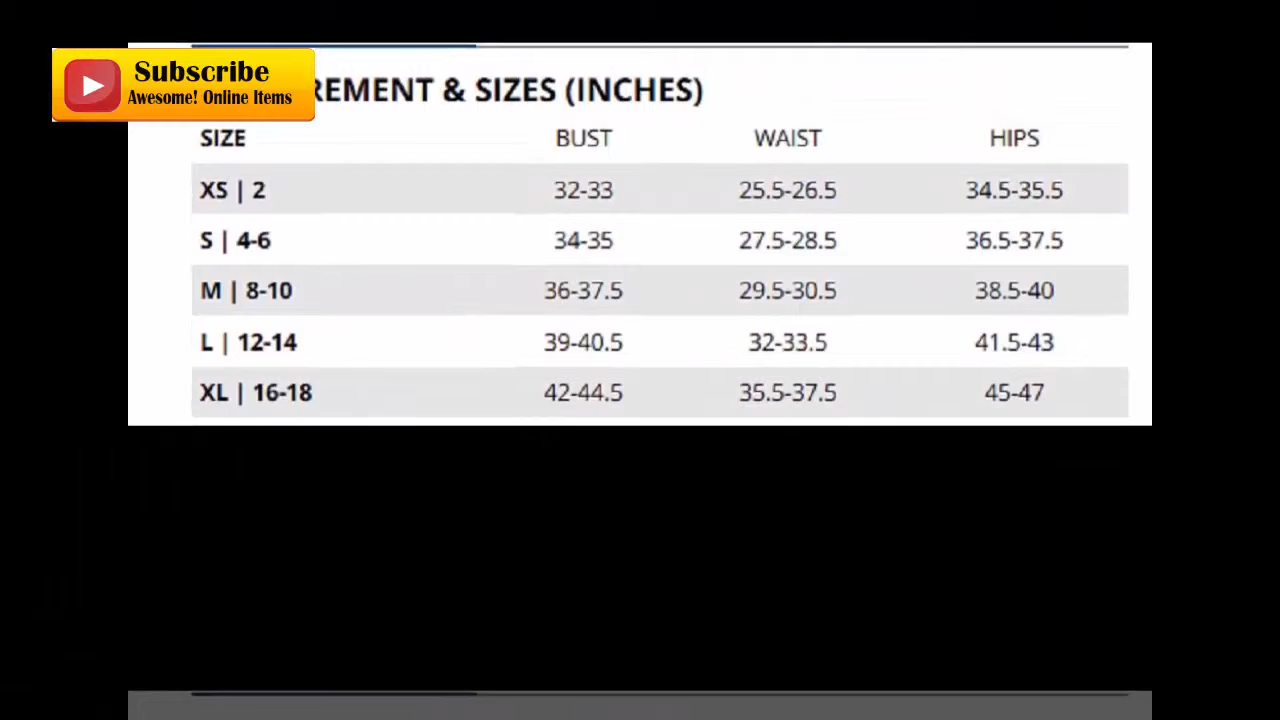 Subscribe
Awesome! Online Items
REMENT & SIZES (INCHES)
SIZE BUST WAIST HIPS
XS | 2 32-33 25.5-26.5 34.5-35.5
S | 4-6 34-35 27.5-28.5 36.5-37.5
M | 8-10 36-37.5 29.5-30.5 38.5-40
L | 12-14 39-40.5 32-33.5 41.5-43
XL | 16-18 42-44.5 35.5-37.5 45-47